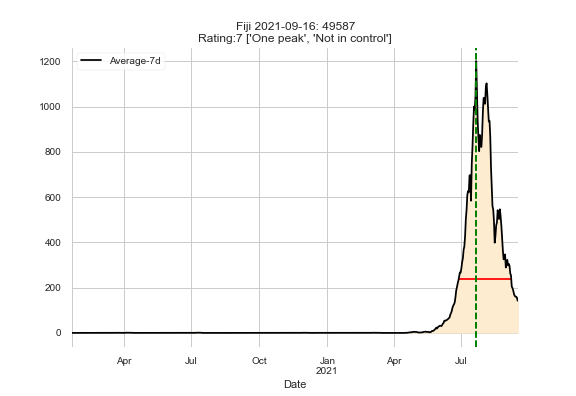 Fiji 2021-09-16: 49587
Rating:7 ['One peak', 'Not in control']
Average-7d
1200
1000
800
600
400
200
0
Apr
Jul
Oct
Jan
2021
Apr
Jul
Date